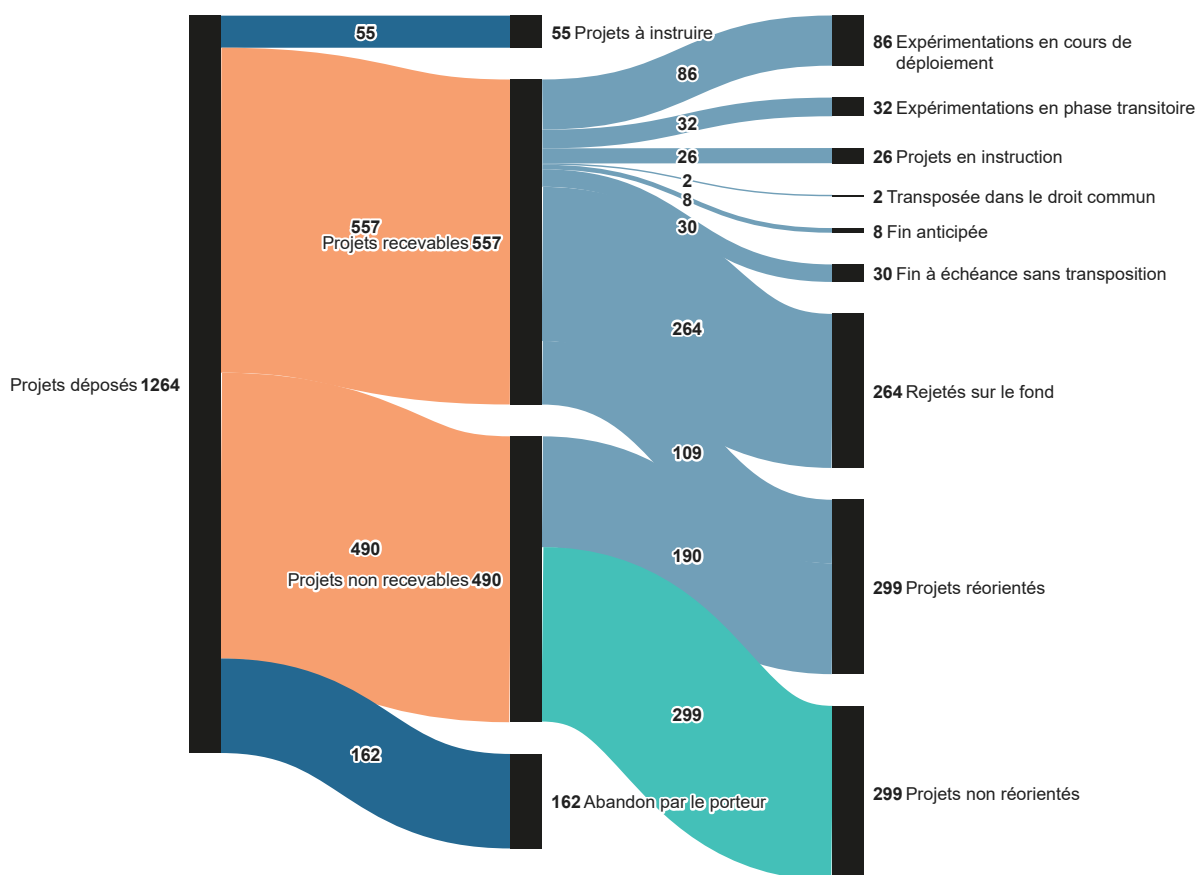 55
55 Projets à instruire
86
86 Expérimentations en cours de
déploiement
32
32 Expérimentations en phase transitoire
26
26 Projets en instruction
2
2 Transposée dans le droit commun
8
8 Fin anticipée
557
Projets recevables 557
30
30 Fin à échéance sans transposition
264
Projets déposés 1264
264 Rejetés sur le fond
109
490
Projets non recevables 490
190
299 Projets réorientés
299
162
162 Abandon par le porteur
299 Projets non réorientés